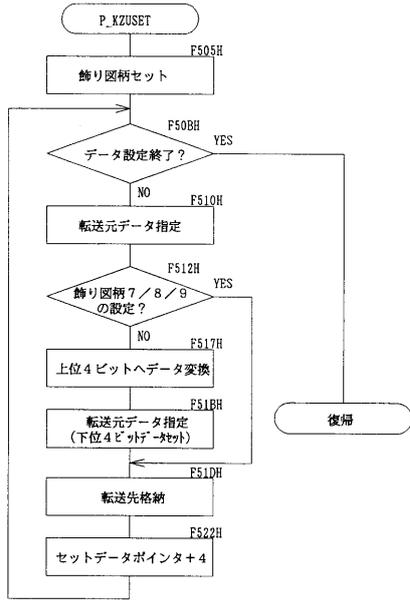 P_KZUSET
F505H
飾り図柄セット
F50BH
データ設定終了？
YES
NO
F510H
転送元データ指定
F512H
飾り図柄７／８／９
の設定？
YES
NO
F517H
上位４ビットへデータ変換
F51BH
転送元データ指定
(下位４ﾋﾞｯﾄﾃﾞｰﾀｾｯﾄ)
復帰
F51DH
転送先格納
F522H
セットデータポインタ＋４